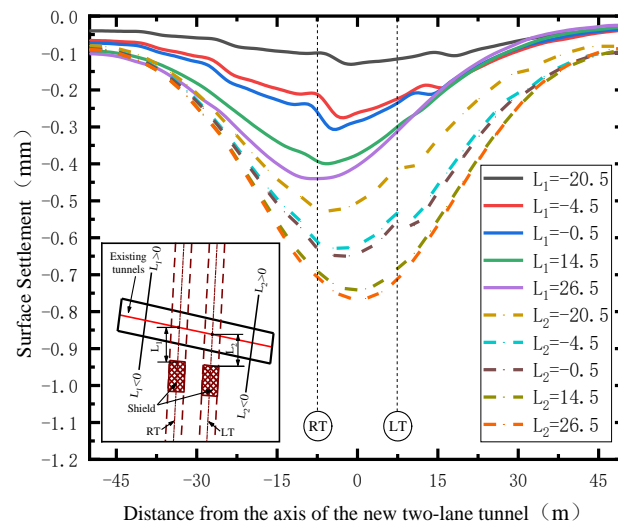 -0.0
-0.1
-0.2
-0.3
-0.4
-0.5
-0.6
-0.7
-0.8
-0.9
-1.0
-1.1
-1.2
Surface Settlement（mm）
-45
-30
-15
0
15
30
45
Distance from the axis of the new two-lane tunnel（m）
RT
LT
L₁=-20.5
L₁=-4.5
L₁=-0.5
L₁=14.5
L₁=26.5
L₂=-20.5
L₂=-4.5
L₂=-0.5
L₂=14.5
L₂=26.5
Existing
tunnels
L₁>0
L₂>0
L₁
L₂
L₁<0
L₂<0
Shield
RT
LT